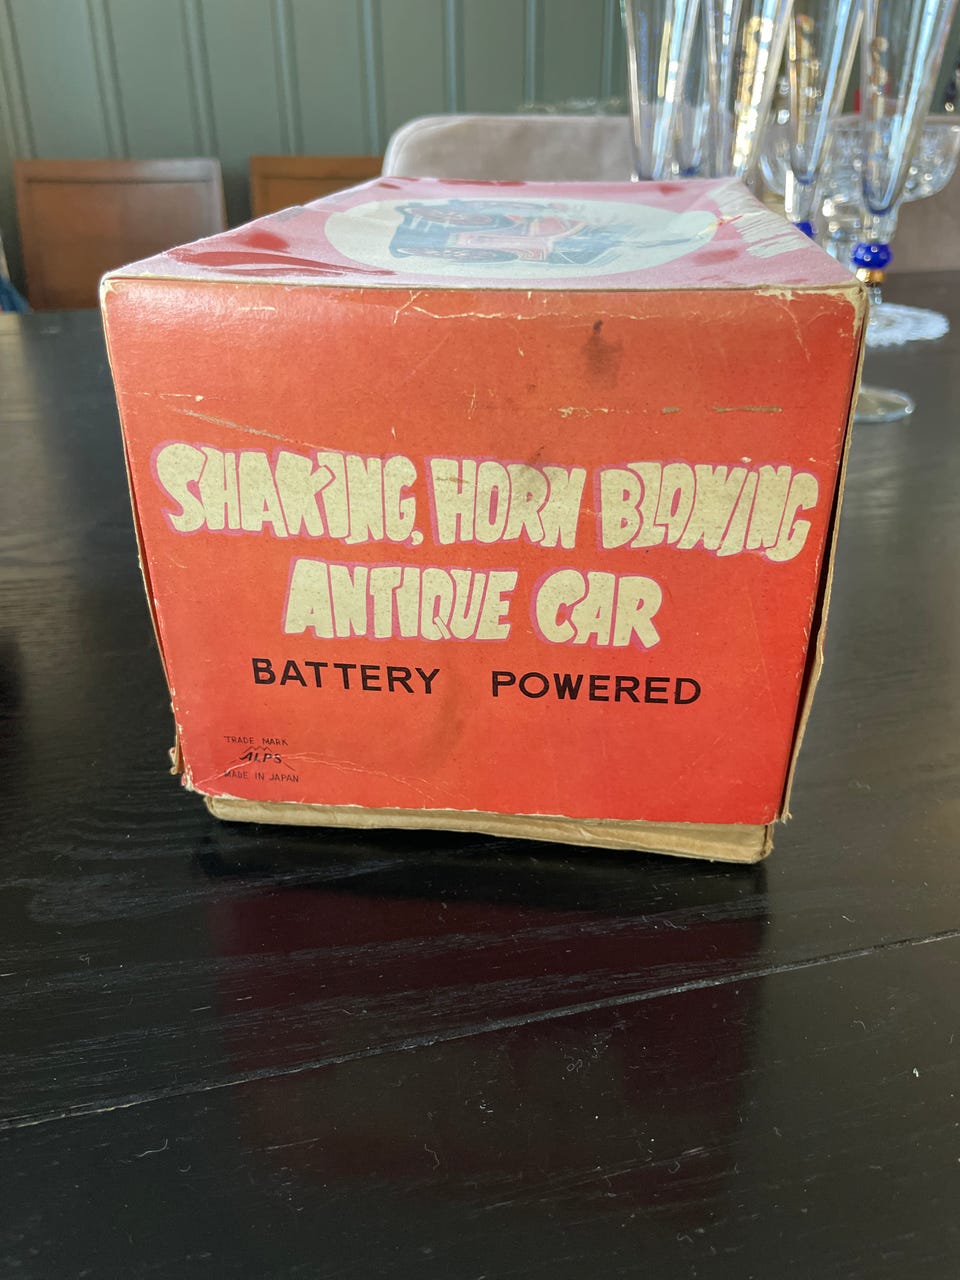 SHAKING, HORN BLOWING
ANTIQUE CAR
BATTERY POWERED
TRADE MARK
ALPS
MADE IN JAPAN